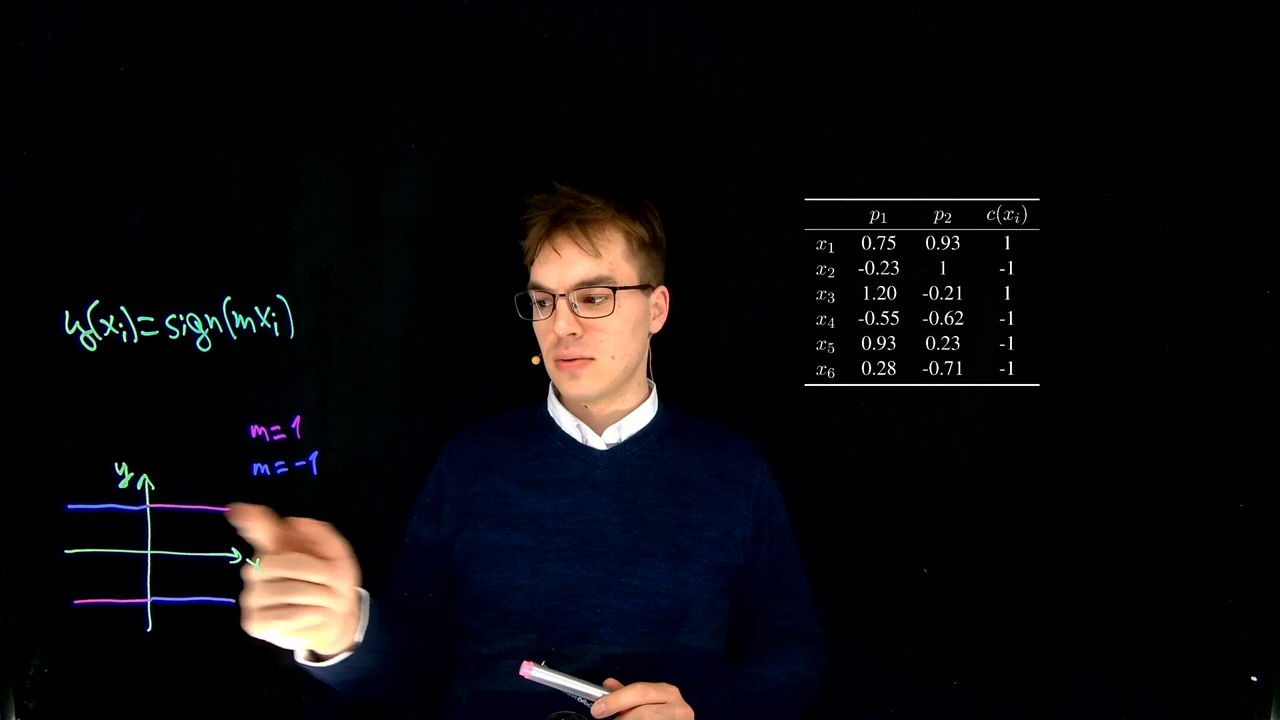 y(xᵢ)=sign(mxᵢ)
m=1
m=-1
y
x
p₁ p₂ c(xᵢ)
x₁ 0.75 0.93 1
x₂ -0.23 1 -1
x₃ 1.20 -0.21 1
x₄ -0.55 -0.62 -1
x₅ 0.93 0.23 -1
x₆ 0.28 -0.71 -1